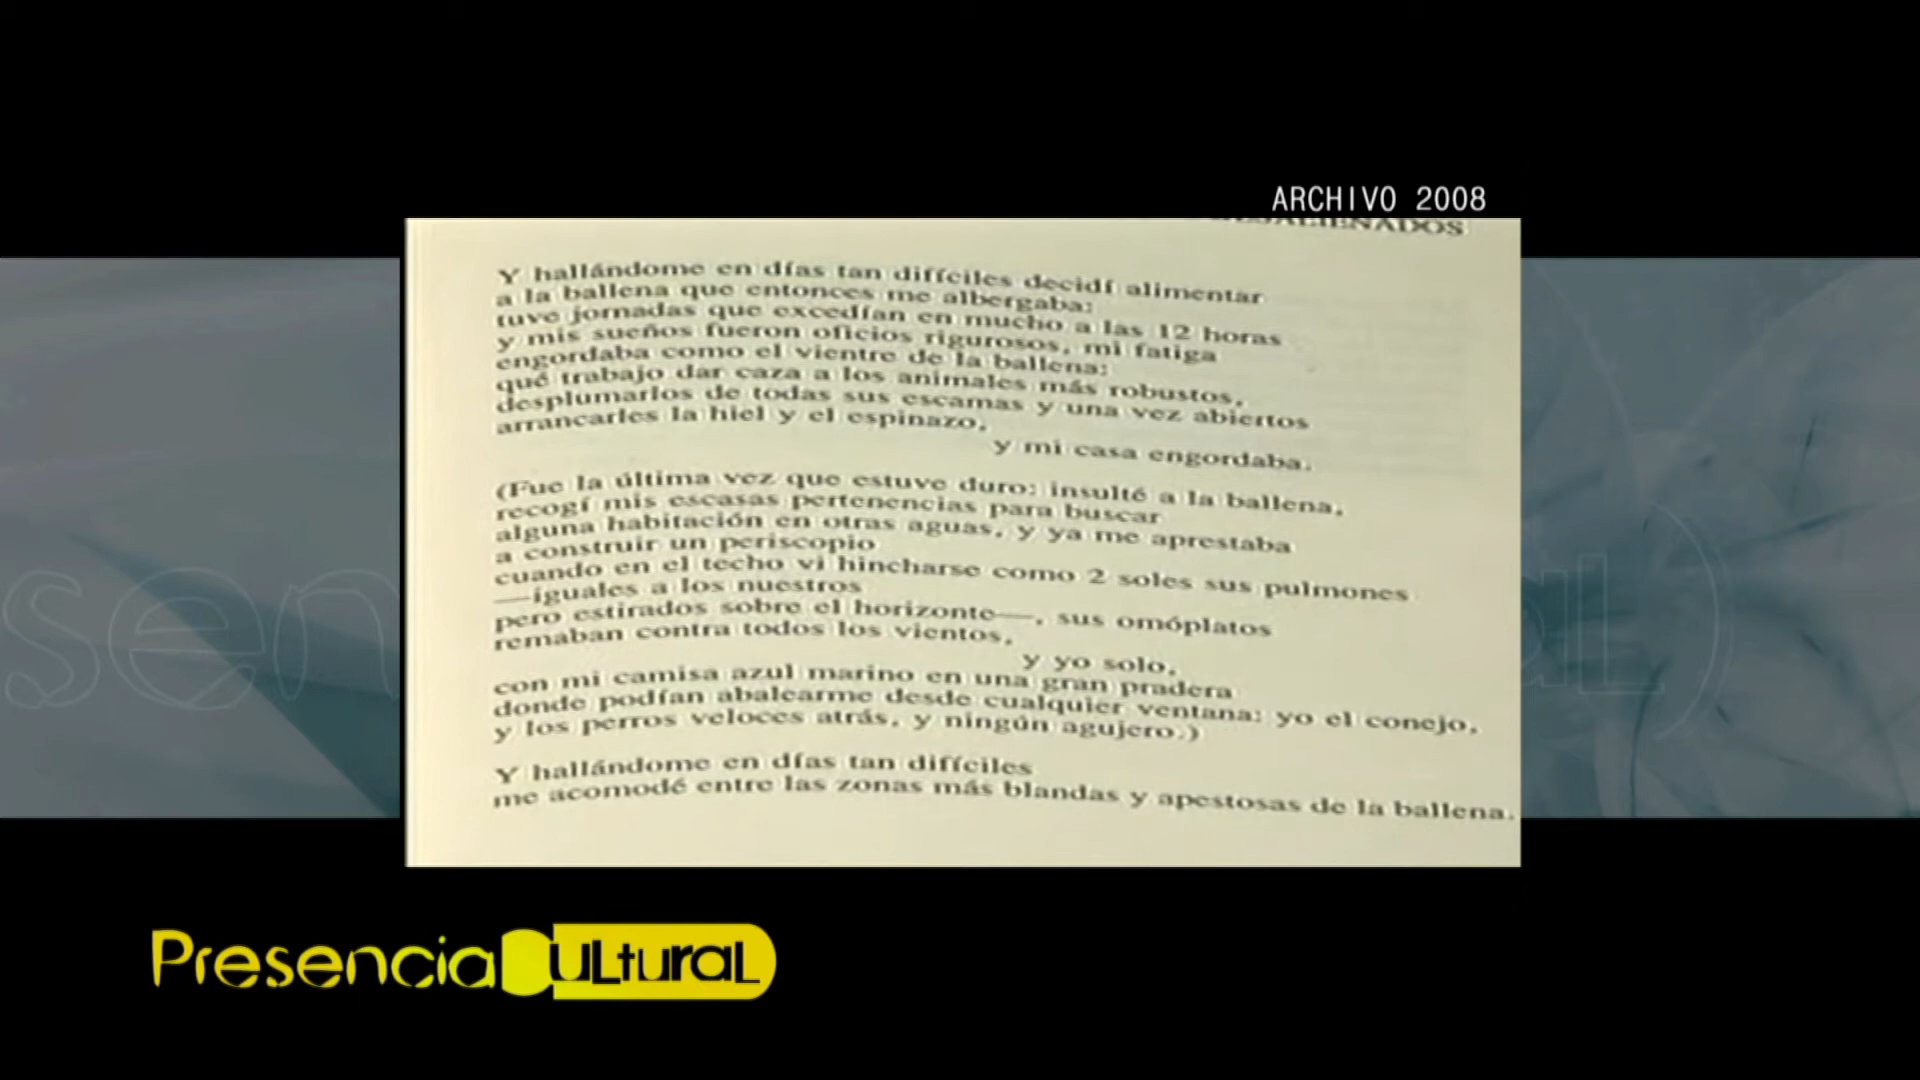 ARCHIVO 2008
Y hallándome en días tan difíciles decidí alimentar
a la ballena que entonces me albergaba:
tuve jornadas que excedían en mucho a las 12 horas
y mis sueños fueron oficios rigurosos, mi fatiga
engordaba como el vientre de la ballena:
qué trabajo dar caza a los animales más robustos,
desplumarlos de todas sus escamas y una vez abiertos
arrancarles la hiel y el espinazo,
y mi casa engordaba.
(Fue la última vez que estuve duro: insulté a la ballena,
recogí mis escasas pertenencias para buscar
alguna habitación en otras aguas, y ya me aprestaba
a construir un periscopio
cuando en el techo vi hincharse como 2 soles sus pulmones
—iguales a los nuestros
pero estirados sobre el horizonte—, sus omóplatos
remaban contra todos los vientos,
y yo solo,
con mi camisa azul marino en una gran pradera
donde podían abalearme desde cualquier ventana: yo el conejo,
y los perros veloces atrás, y ningún agujero.)
Y hallándome en días tan difíciles
me acomodé entre las zonas más blandas y apestosas de la ballena.
Presencia Cultural